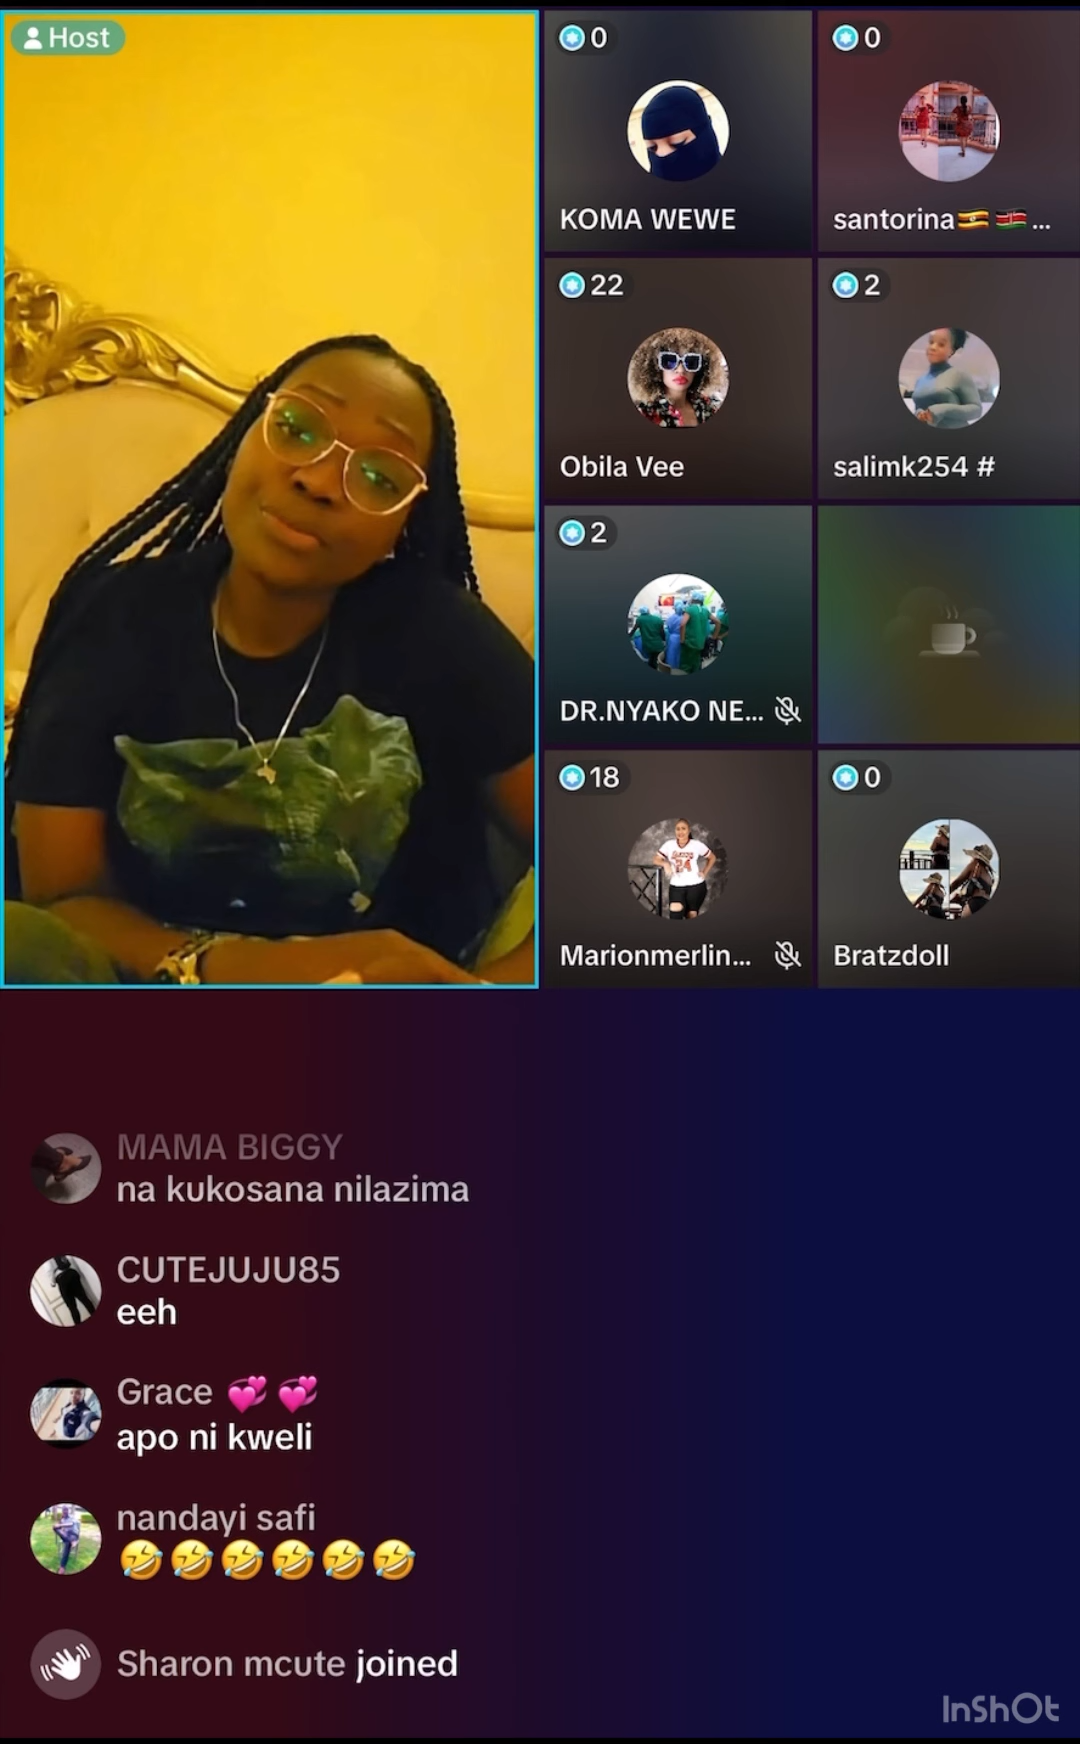 Host
0
KOMA WEWE
0
santorina🇺🇬🇰🇪...
22
Obila Vee
2
salimk254 #
2
DR.NYAKO NE...
18
Marionmerlin...
0
Bratzdoll
MAMA BIGGY
na kukosana nilazima
CUTEJUJU85
eeh
Grace 💞 💞
apo ni kweli
nandayi safi
🤣🤣🤣🤣🤣🤣
Sharon mcute joined
InShOt